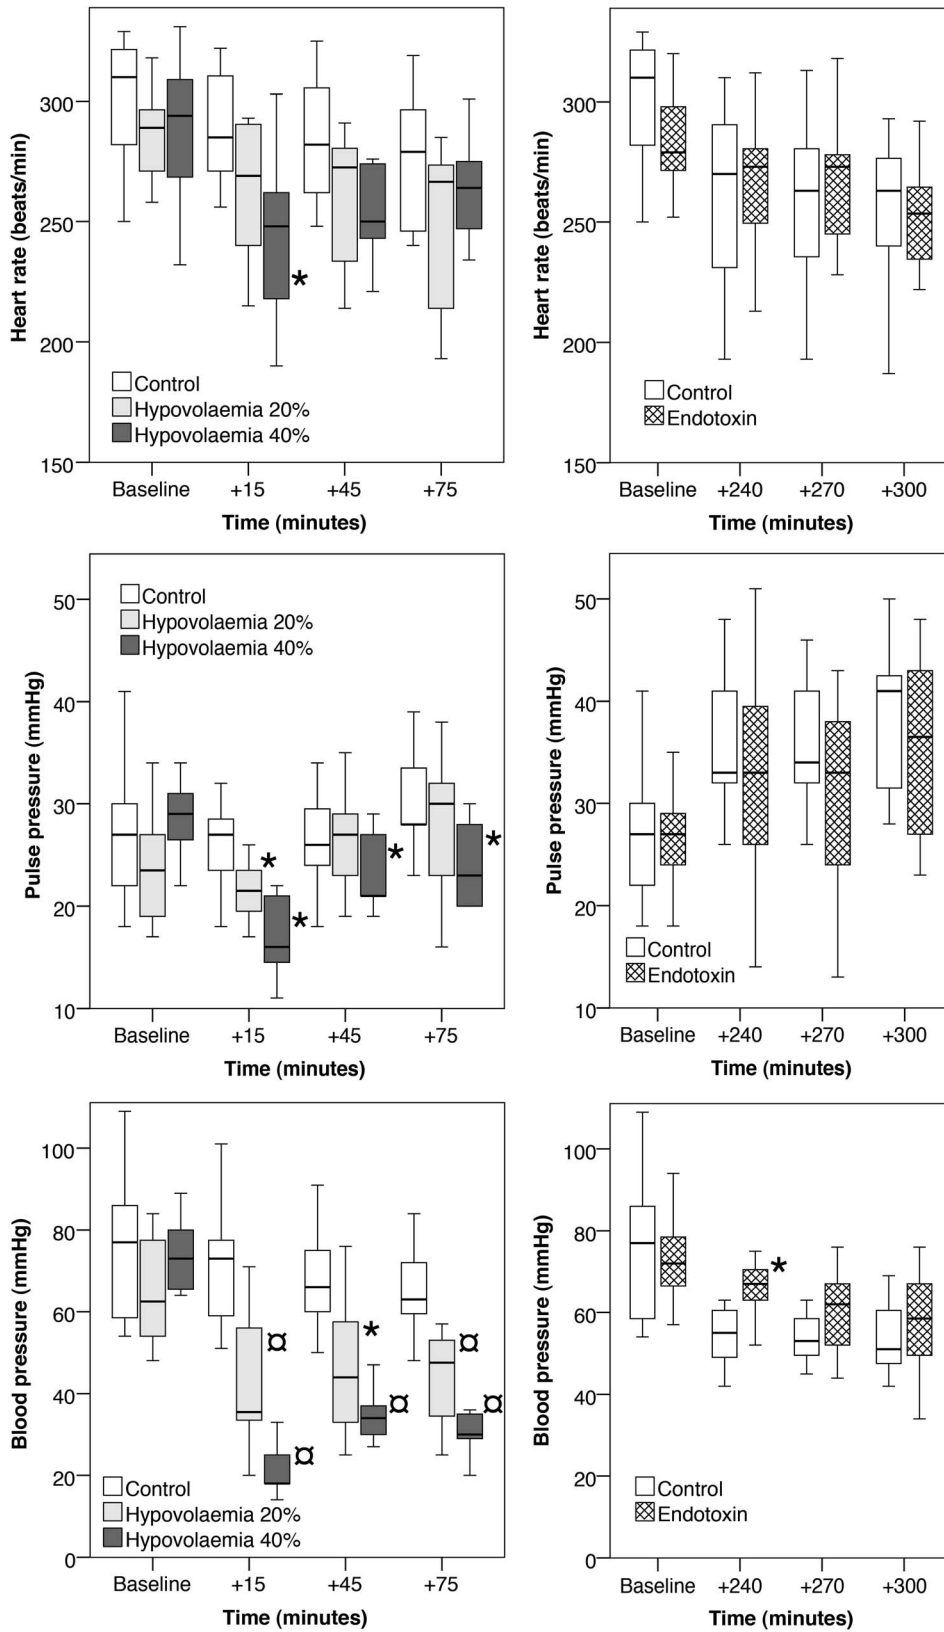 Heart rate (beats/min)
300
250
200
150
Control
Hypovolaemia 20%
Hypovolaemia 40%
*
Baseline +15 +45 +75
Time (minutes)
Heart rate (beats/min)
300
250
200
150
Control
Endotoxin
Baseline +240 +270 +300
Time (minutes)
Pulse pressure (mmHg)
50
40
30
20
10
Control
Hypovolaemia 20%
Hypovolaemia 40%
*
*
*
*
Baseline +15 +45 +75
Time (minutes)
Pulse pressure (mmHg)
50
40
30
20
10
Control
Endotoxin
Baseline +240 +270 +300
Time (minutes)
Blood pressure (mmHg)
100
80
60
40
20
0
¤
¤
*
¤
¤
¤
Control
Hypovolaemia 20%
Hypovolaemia 40%
Baseline +15 +45 +75
Time (minutes)
Blood pressure (mmHg)
100
80
60
40
20
0
*
Control
Endotoxin
Baseline +240 +270 +300
Time (minutes)